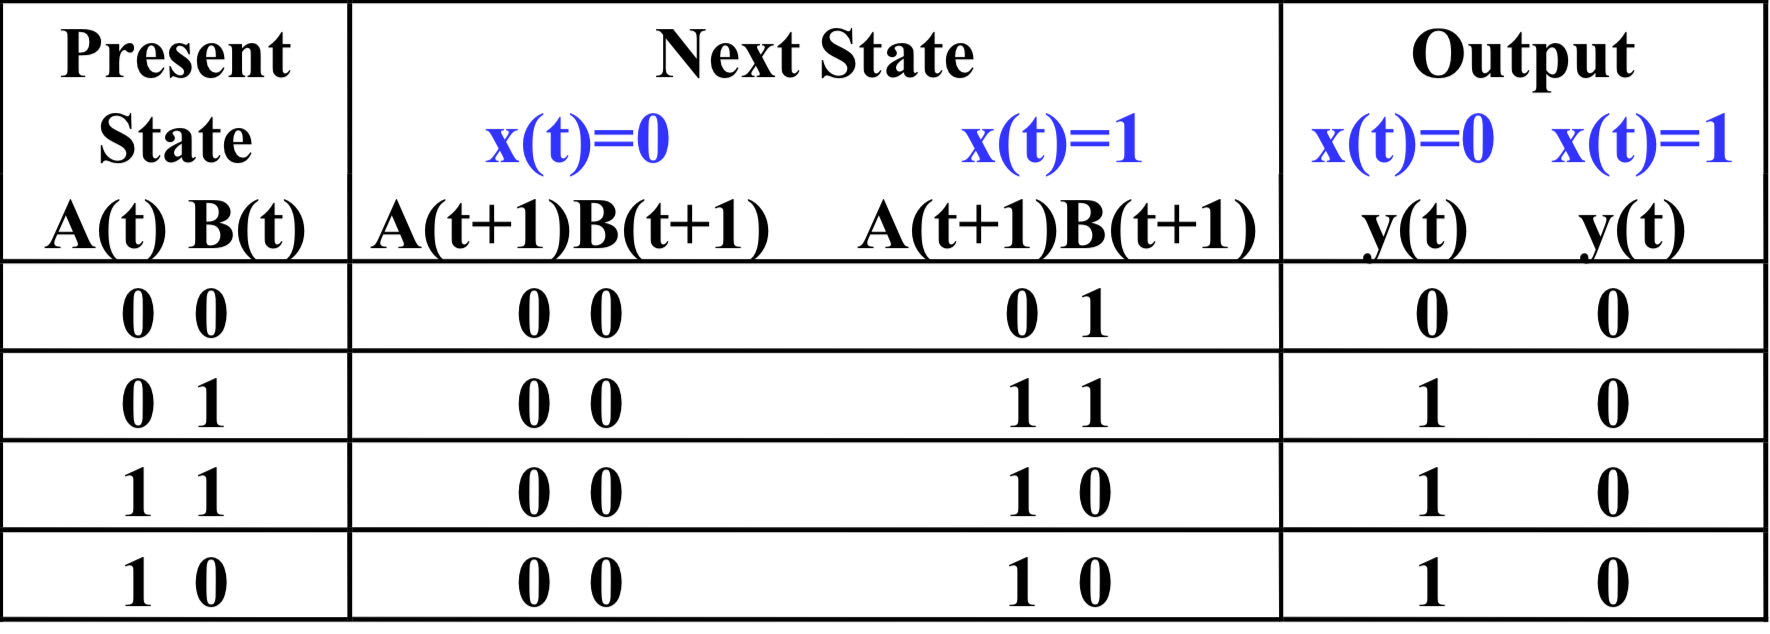 Present Next State Output
State x(t)=0 x(t)=1 x(t)=0 x(t)=1
A(t) B(t) A(t+1)B(t+1) A(t+1)B(t+1) y(t) y(t)
0 0 0 0 0 1 0 0
0 1 0 0 1 1 1 0
1 1 0 0 1 0 1 0
1 0 0 0 1 0 1 0